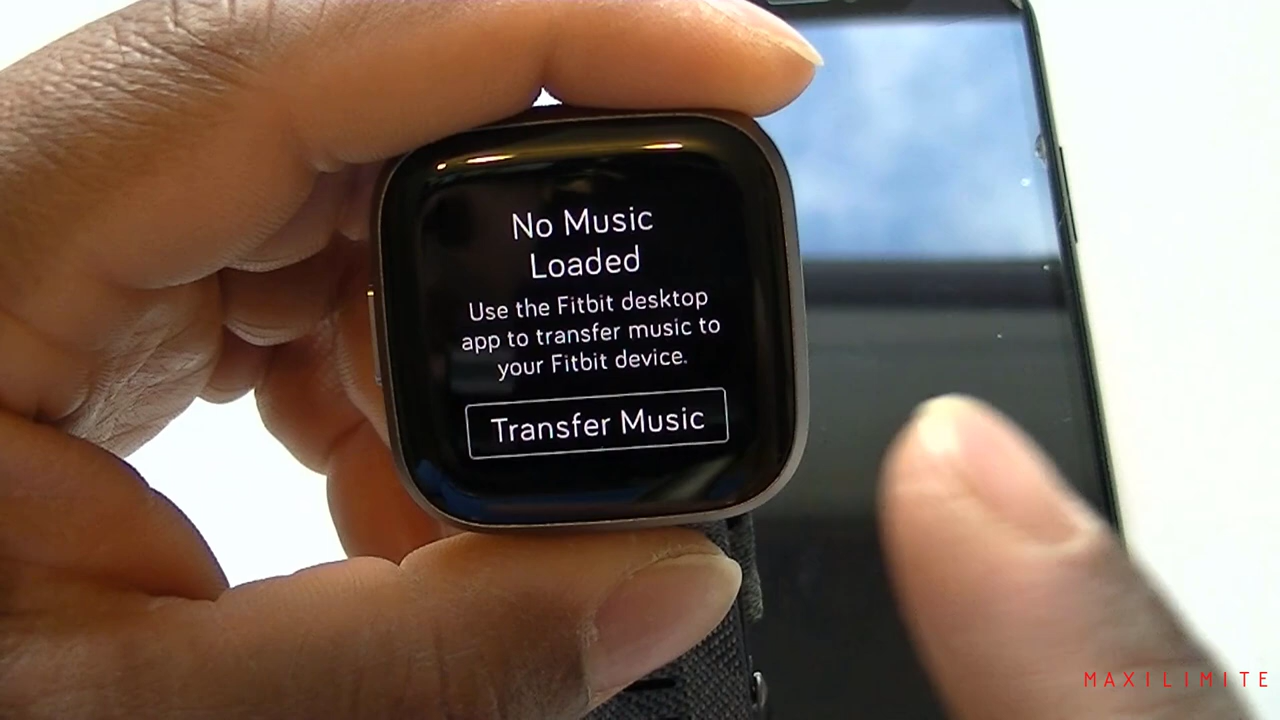 No Music
Loaded
Use the Fitbit desktop
app to transfer music to
your Fitbit device.
Transfer Music
MAXILIMITE